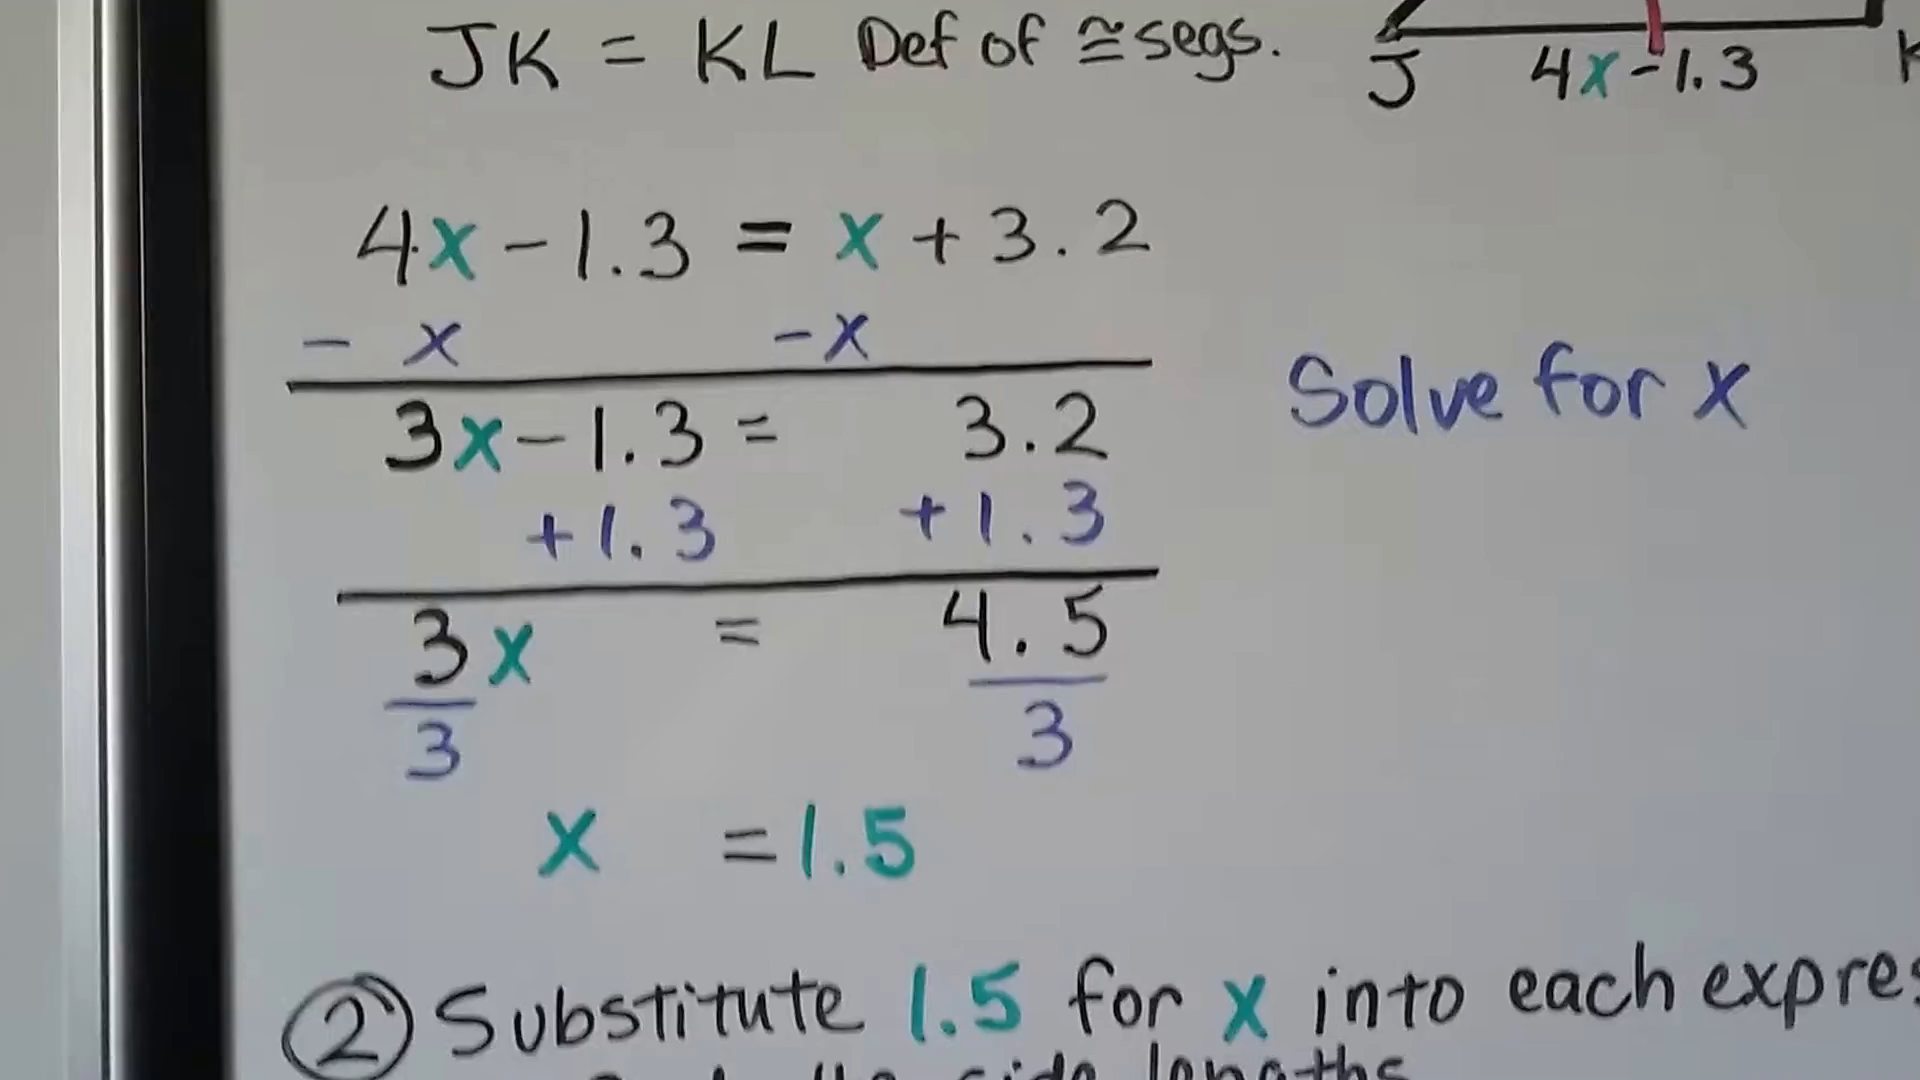 JK = KL Def of ≅ segs.
J 4x-1.3
4x - 1.3 = x + 3.2
- x -x
3x - 1.3 = 3.2
Solve for x
+1.3 +1.3
3x = 4.5
3 3
x = 1.5
② Substitute 1.5 for x into each
side lengths